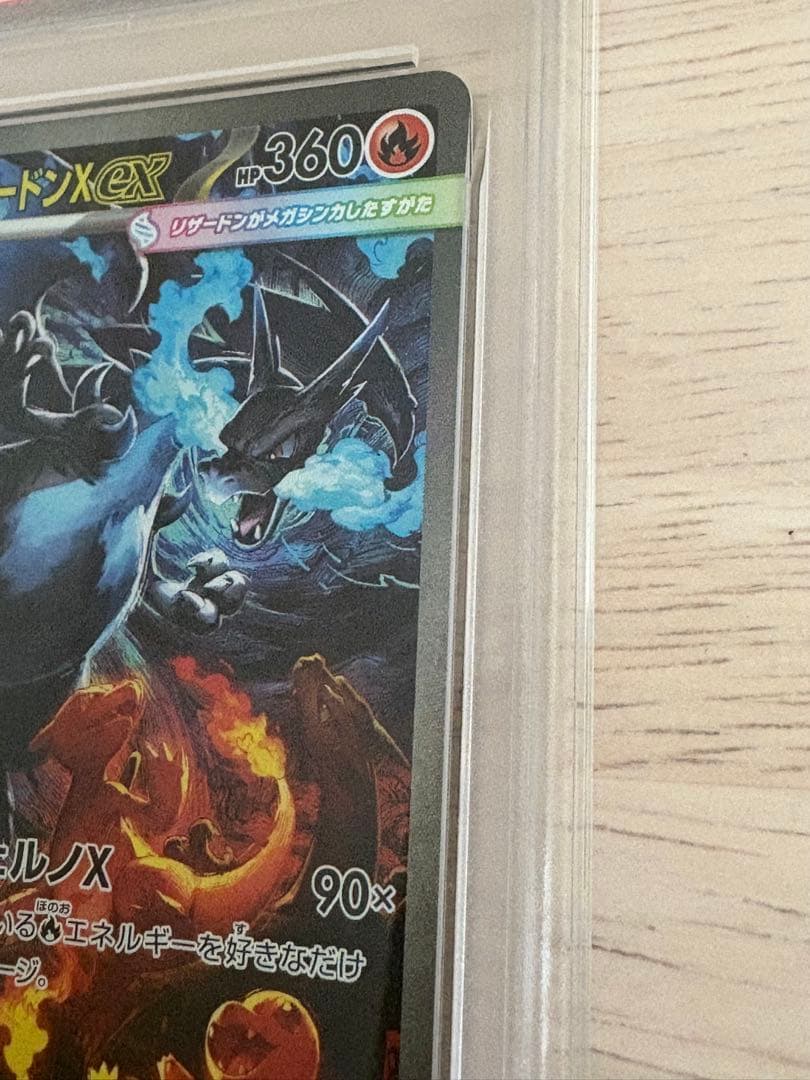 ードンXex HP360
リザードンがメガシンカしたすがた
ェルノX 90×
ほのお す
いるエネルギーを好きなだけ
ージ。